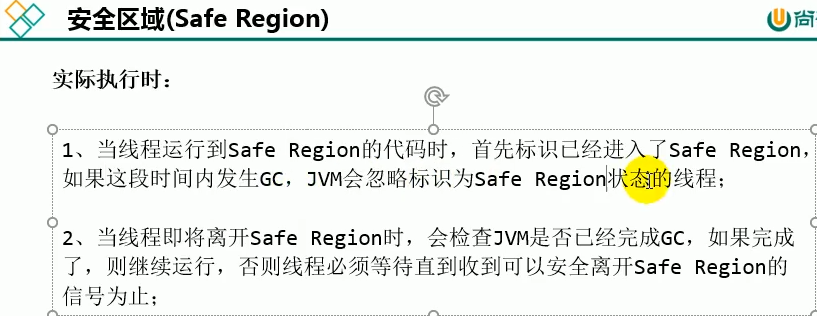 安全区域(Safe Region)
尚
实际执行时：
1、当线程运行到Safe Region的代码时，首先标识已经进入了Safe Region，
如果这段时间内发生GC，JVM会忽略标识为Safe Region状态的线程；
2、当线程即将离开Safe Region时，会检查JVM是否已经完成GC，如果完成
了，则继续运行，否则线程必须等待直到收到可以安全离开Safe Region的
信号为止；